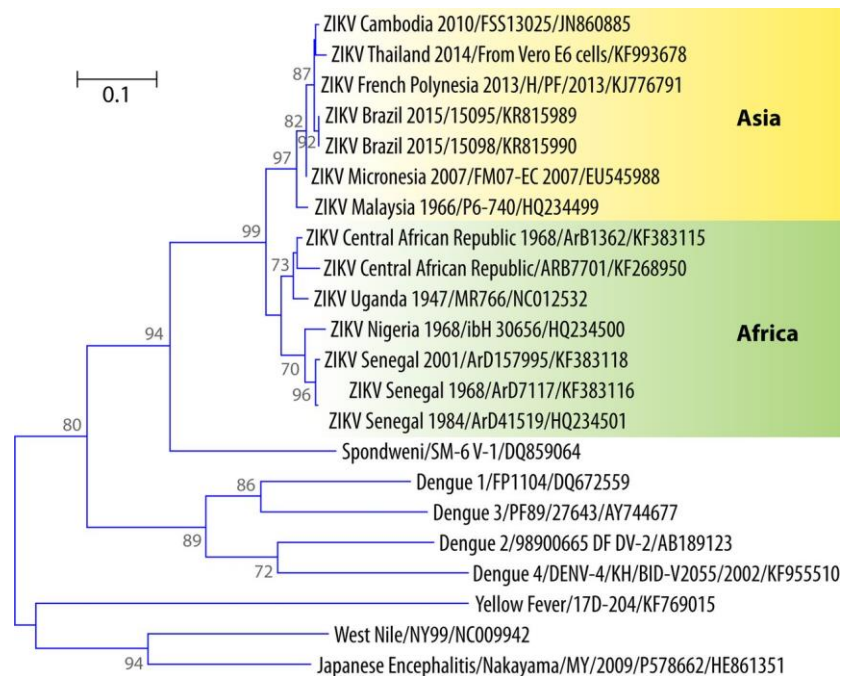 ZIKV Cambodia 2010/FSS13025/JN860885
ZIKV Thailand 2014/From Vero E6 cells/KF993678
87
0.1
ZIKV French Polynesia 2013/H/PF/2013/KJ776791
ZIKV Brazil 2015/15095/KR815989
Asia
82
92
ZIKV Brazil 2015/15098/KR815990
97
ZIKV Micronesia 2007/FM07-EC 2007/EU545988
ZIKV Malaysia 1966/P6-740/HQ234499
99
ZIKV Central African Republic 1968/ArB1362/KF383115
73
ZIKV Central African Republic/ARB7701/KF268950
ZIKV Uganda 1947/MR766/NC012532
94
ZIKV Nigeria 1968/ibH 30656/HQ234500
Africa
70
ZIKV Senegal 2001/ArD157995/KF383118
96
ZIKV Senegal 1968/ArD7117/KF383116
80
ZIKV Senegal 1984/ArD41519/HQ234501
Spondweni/SM-6 V-1/DQ859064
86
Dengue 1/FP1104/DQ672559
Dengue 3/PF89/27643/AY744677
89
Dengue 2/98900665 DF DV-2/AB189123
72
Dengue 4/DENV-4/KH/BID-V2055/2002/KF955510
Yellow Fever/17D-204/KF769015
West Nile/NY99/NC009942
94
Japanese Encephalitis/Nakayama/MY/2009/P578662/HE861351